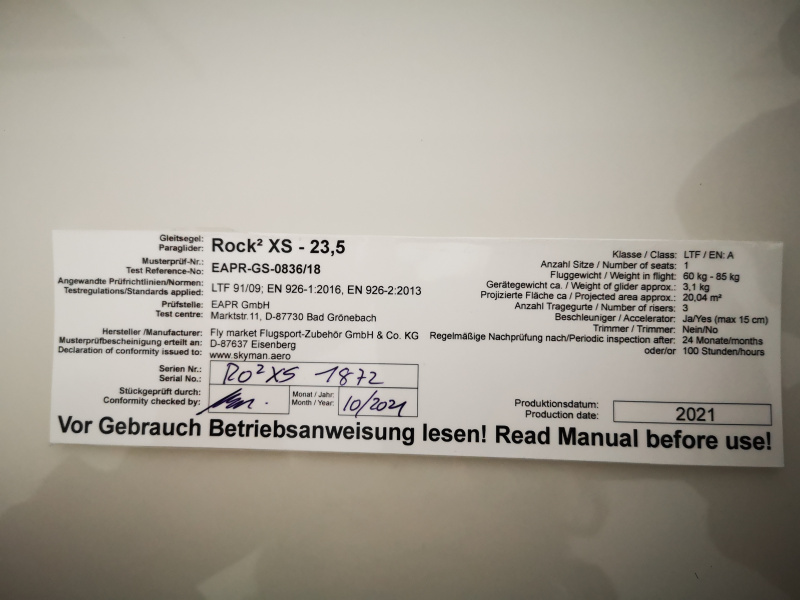 Gleitsegel:
Paraglider: Rock² XS - 23,5
Musterprüf-Nr.:
Test Reference-No: EAPR-GS-0836/18
Angewandte Prüfrichtlinien/Normen:
Testregulations/Standards applied: LTF 91/09; EN 926-1:2016, EN 926-2:2013
Prüfstelle: EAPR GmbH
Test centre: Marktstr.11, D-87730 Bad Grönebach
Hersteller /Manufacturer: Fly market Flugsport-Zubehör GmbH & Co. KG
Musterprüfbescheinigung erteilt an: D-87637 Eisenberg
Declaration of conformity issued to: www.skyman.aero
Serien Nr.:
Serial No.: RO²XS 1872
Stückgeprüft durch:
Conformity checked by:
Monat / Jahr:
Month / Year: 10/2021
Klasse / Class: LTF / EN: A
Anzahl Sitze / Number of seats: 1
Fluggewicht / Weight in flight: 60 kg - 85 kg
Gerätegewicht ca. / Weight of glider approx.: 3,1 kg
Projizierte Fläche ca / Projected area approx.: 20,04 m²
Anzahl Tragegurte / Number of risers: 3
Beschleuniger / Accelerator: Ja/Yes (max 15 cm)
Trimmer / Trimmer: Nein/No
Regelmäßige Nachprüfung nach/Periodic inspection after: 24 Monate/months
oder/or 100 Stunden/hours
Produktionsdatum:
Production date: 2021
Vor Gebrauch Betriebsanweisung lesen! Read Manual before use!